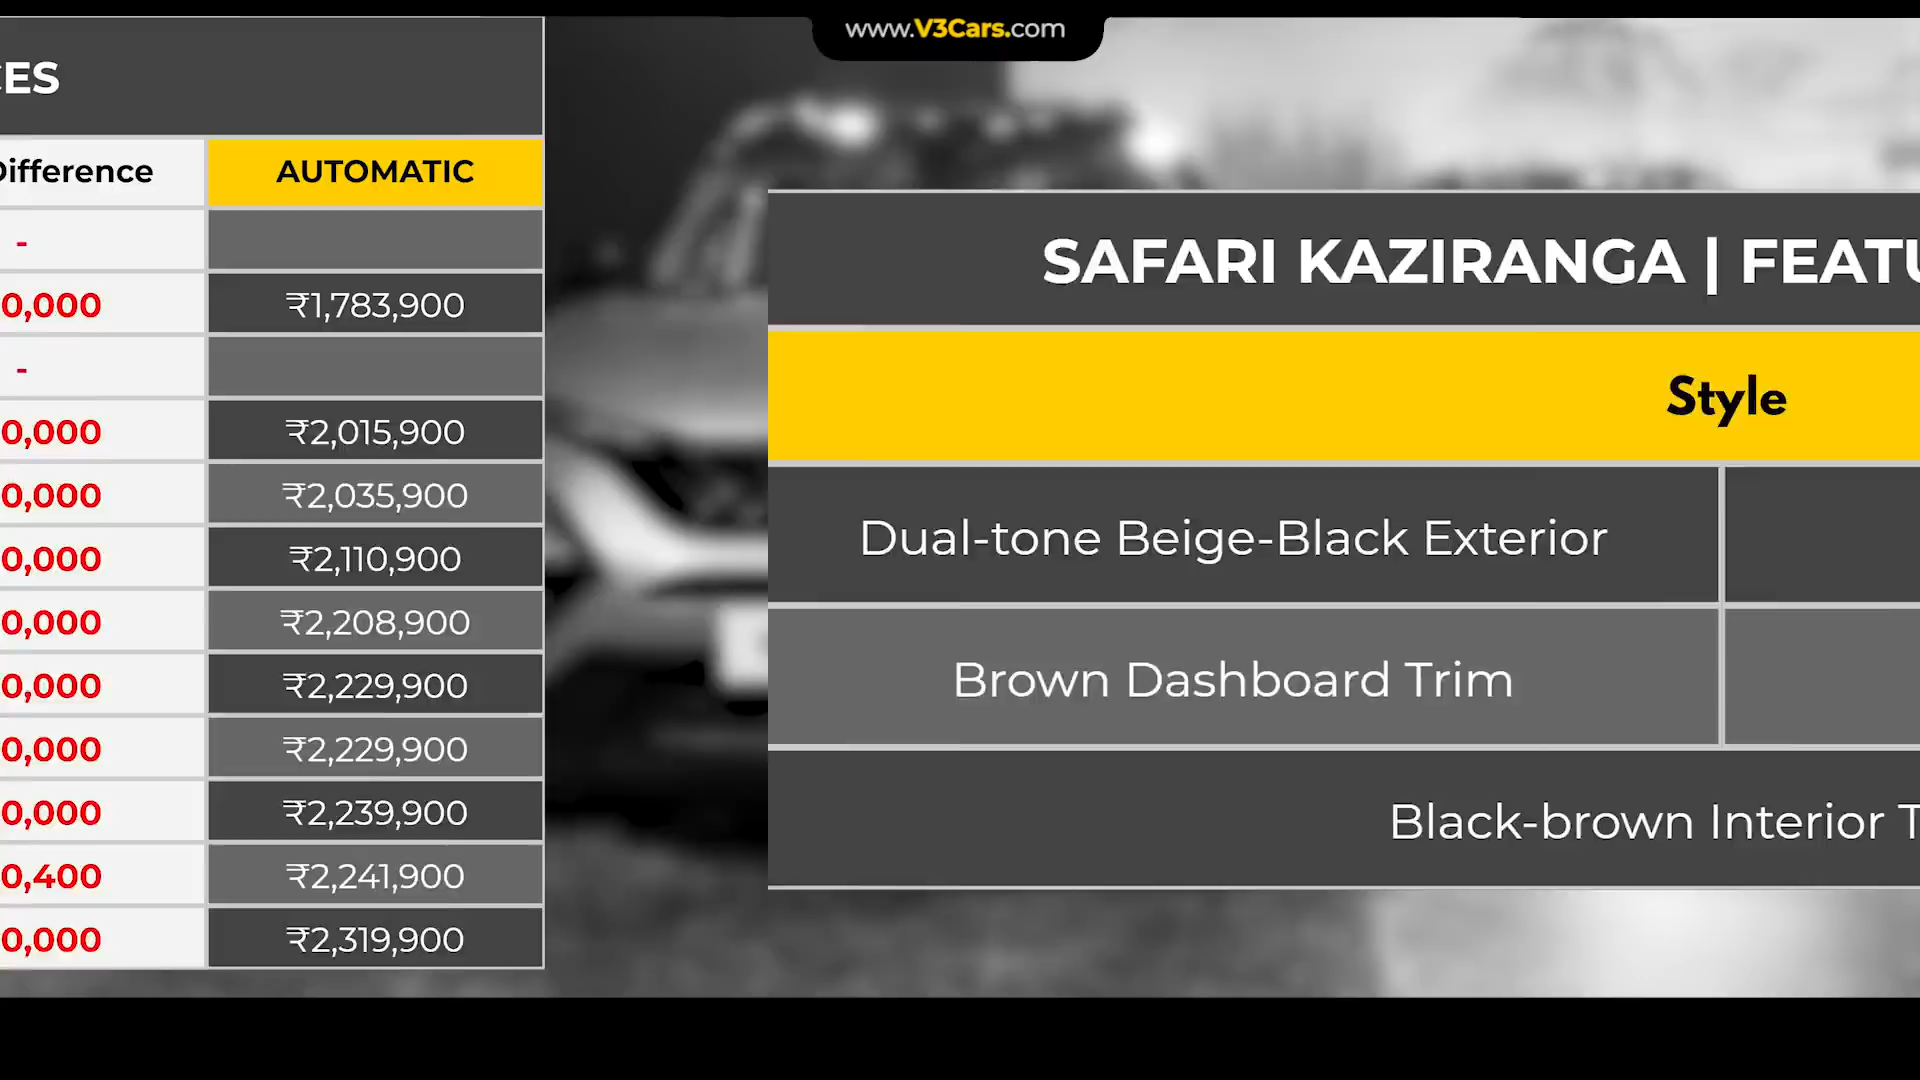 www.V3Cars.com
ES
Difference AUTOMATIC
-
0,000 ₹1,783,900
-
0,000 ₹2,015,900
0,000 ₹2,035,900
0,000 ₹2,110,900
0,000 ₹2,208,900
0,000 ₹2,229,900
0,000 ₹2,229,900
0,000 ₹2,239,900
0,400 ₹2,241,900
0,000 ₹2,319,900
SAFARI KAZIRANGA | FEATU
Style
Dual-tone Beige-Black Exterior
Brown Dashboard Trim
Black-brown Interior T